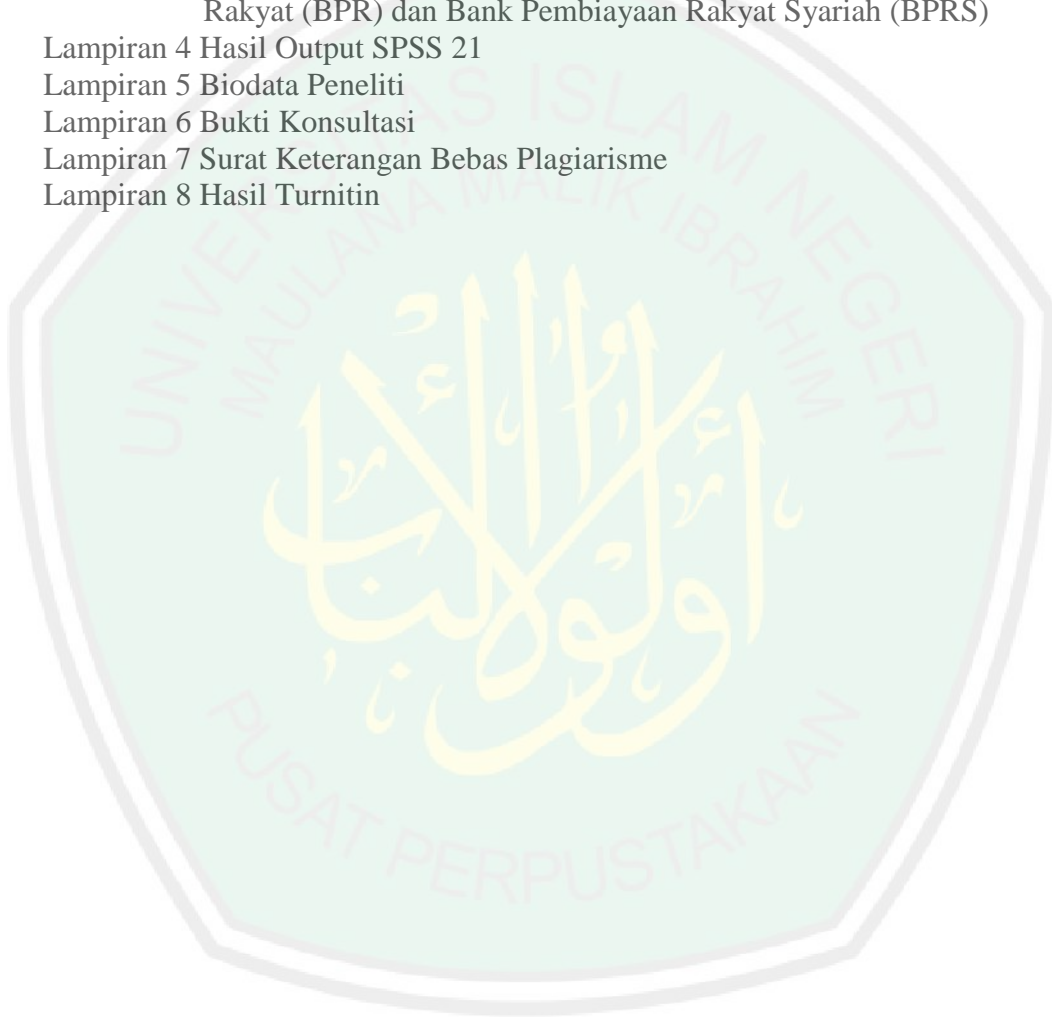 Rakyat (BPR) dan Bank Pembiayaan Rakyat Syariah (BPRS)
Lampiran 4 Hasil Output SPSS 21
Lampiran 5 Biodata Peneliti
Lampiran 6 Bukti Konsultasi
Lampiran 7 Surat Keterangan Bebas Plagiarisme
Lampiran 8 Hasil Turnitin
UNIVERSITAS ISLAM NEGERI
MAULANA MALIK IBRAHIM
أولوا الألباب
PUSAT PERPUSTAKAAN